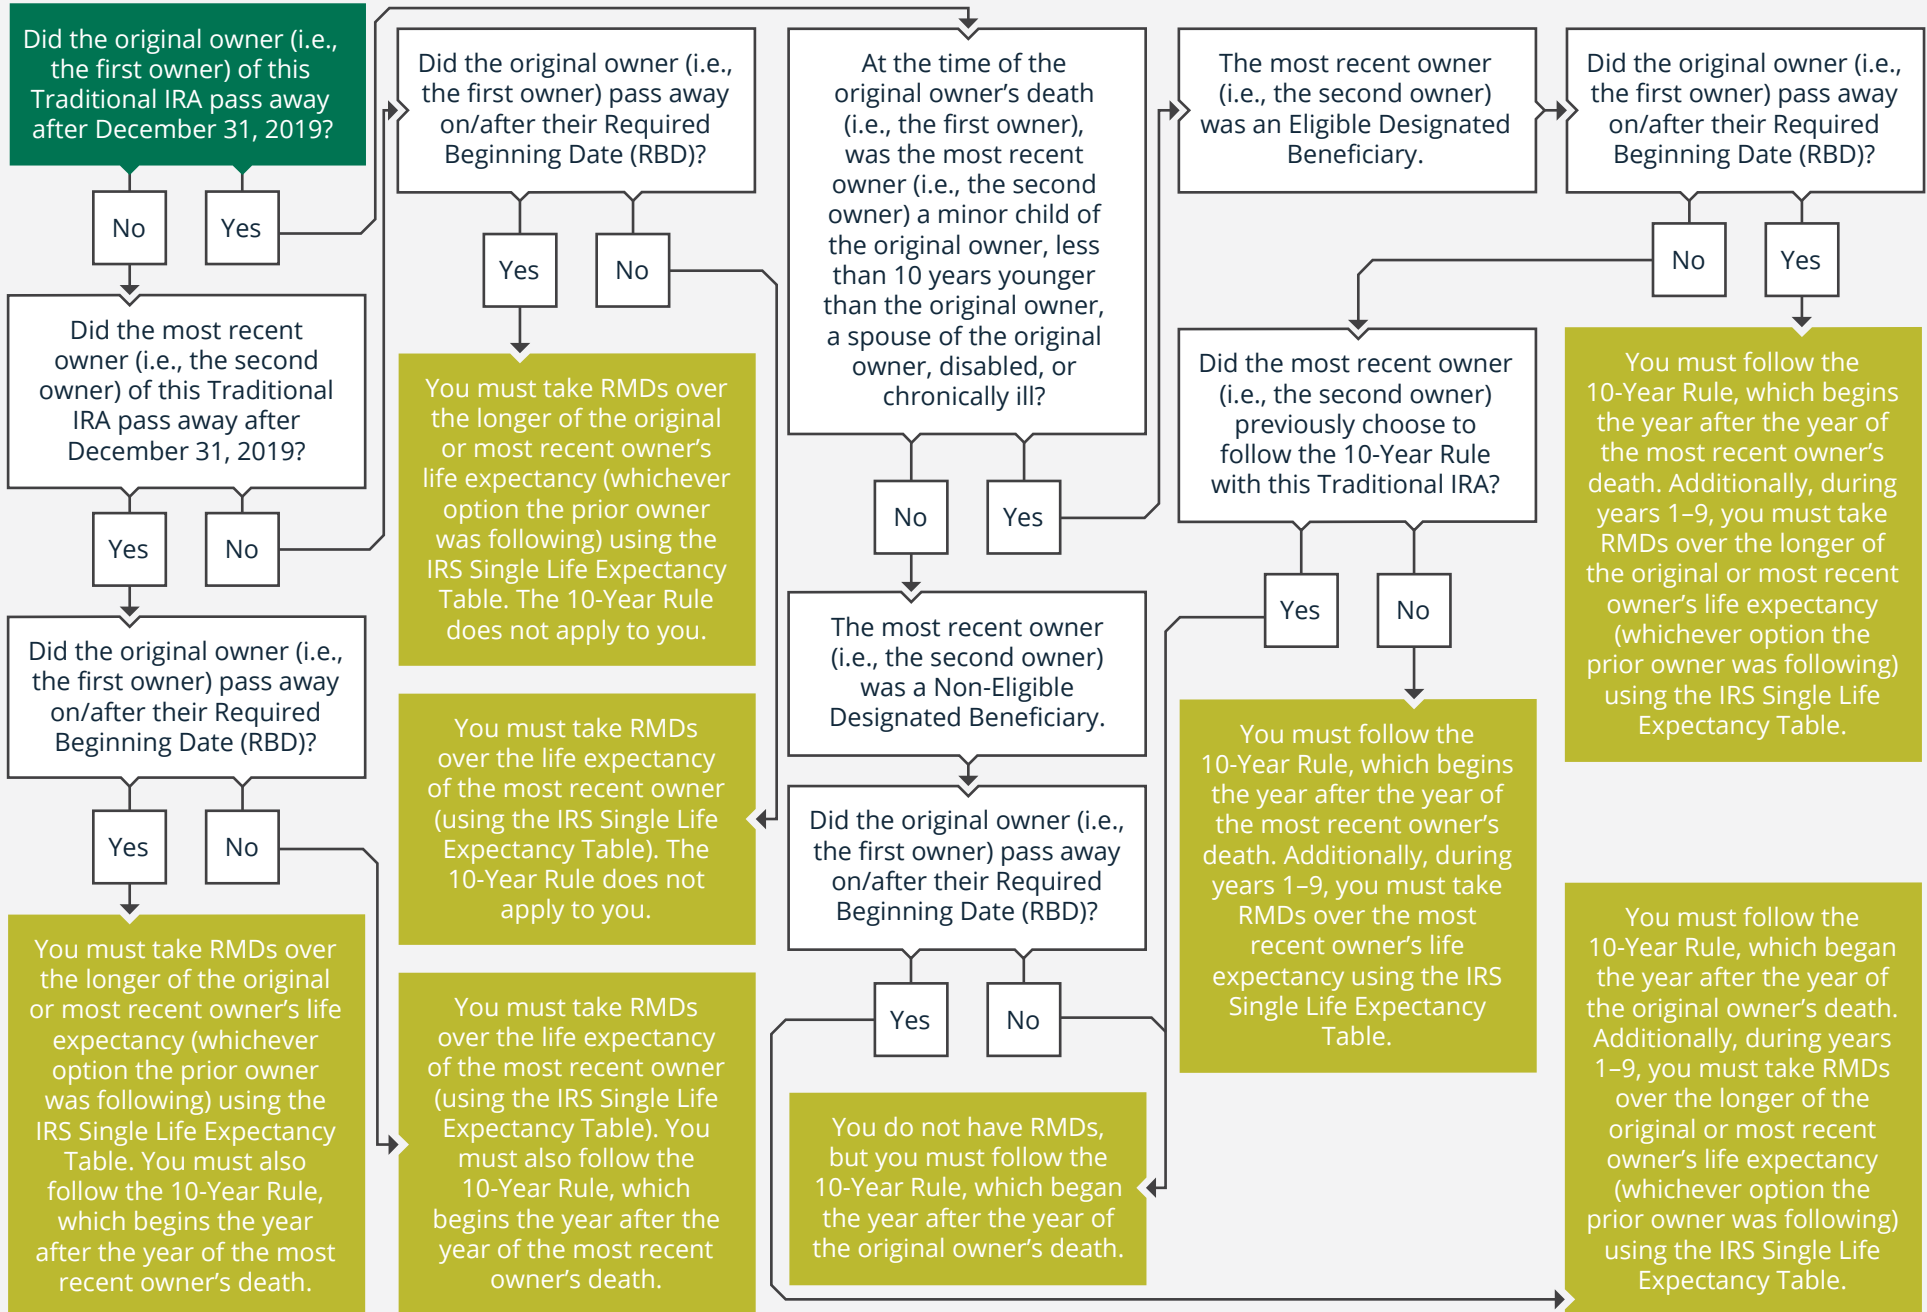 Did the original owner (i.e.,
the first owner) of this
Traditional IRA pass away
after December 31, 2019?
No
Yes
Did the most recent
owner (i.e., the second
owner) of this Traditional
IRA pass away after
December 31, 2019?
Yes
No
Did the original owner (i.e.,
the first owner) pass away
on/after their Required
Beginning Date (RBD)?
Yes
No
You must take RMDs over
the longer of the original
or most recent owner’s life
expectancy (whichever
option the prior owner
was following) using the
IRS Single Life Expectancy
Table. You must also
follow the 10-Year Rule,
which begins the year
after the year of the most
recent owner’s death.
Did the original owner (i.e.,
the first owner) pass away
on/after their Required
Beginning Date (RBD)?
Yes
No
You must take RMDs over
the longer of the original
or most recent owner’s
life expectancy (whichever
option the prior owner
was following) using the
IRS Single Life Expectancy
Table. The 10-Year Rule
does not apply to you.
You must take RMDs
over the life expectancy
of the most recent owner
(using the IRS Single Life
Expectancy Table). The
10-Year Rule does not
apply to you.
You must take RMDs
over the life expectancy
of the most recent owner
(using the IRS Single Life
Expectancy Table). You
must also follow the
10-Year Rule, which
begins the year after the
year of the most recent
owner’s death.
At the time of the
original owner’s death
(i.e., the first owner),
was the most recent
owner (i.e., the second
owner) a minor child of
the original owner, less
than 10 years younger
than the original owner,
a spouse of the original
owner, disabled, or
chronically ill?
No
Yes
The most recent owner
(i.e., the second owner)
was a Non-Eligible
Designated Beneficiary.
Did the original owner (i.e.,
the first owner) pass away
on/after their Required
Beginning Date (RBD)?
Yes
No
You do not have RMDs,
but you must follow the
10-Year Rule, which began
the year after the year of
the original owner’s death.
The most recent owner
(i.e., the second owner)
was an Eligible Designated
Beneficiary.
Did the most recent owner
(i.e., the second owner)
previously choose to
follow the 10-Year Rule
with this Traditional IRA?
Yes
No
You must follow the
10-Year Rule, which begins
the year after the year of
the most recent owner’s
death. Additionally, during
years 1–9, you must take
RMDs over the most
recent owner’s life
expectancy using the IRS
Single Life Expectancy
Table.
Did the original owner (i.e.,
the first owner) pass away
on/after their Required
Beginning Date (RBD)?
No
Yes
You must follow the
10-Year Rule, which begins
the year after the year of
the most recent owner’s
death. Additionally, during
years 1–9, you must take
RMDs over the longer of
the original or most recent
owner’s life expectancy
(whichever option the
prior owner was following)
using the IRS Single Life
Expectancy Table.
You must follow the
10-Year Rule, which began
the year after the year of
the original owner’s death.
Additionally, during years
1–9, you must take RMDs
over the longer of the
original or most recent
owner’s life expectancy
(whichever option the
prior owner was following)
using the IRS Single Life
Expectancy Table.